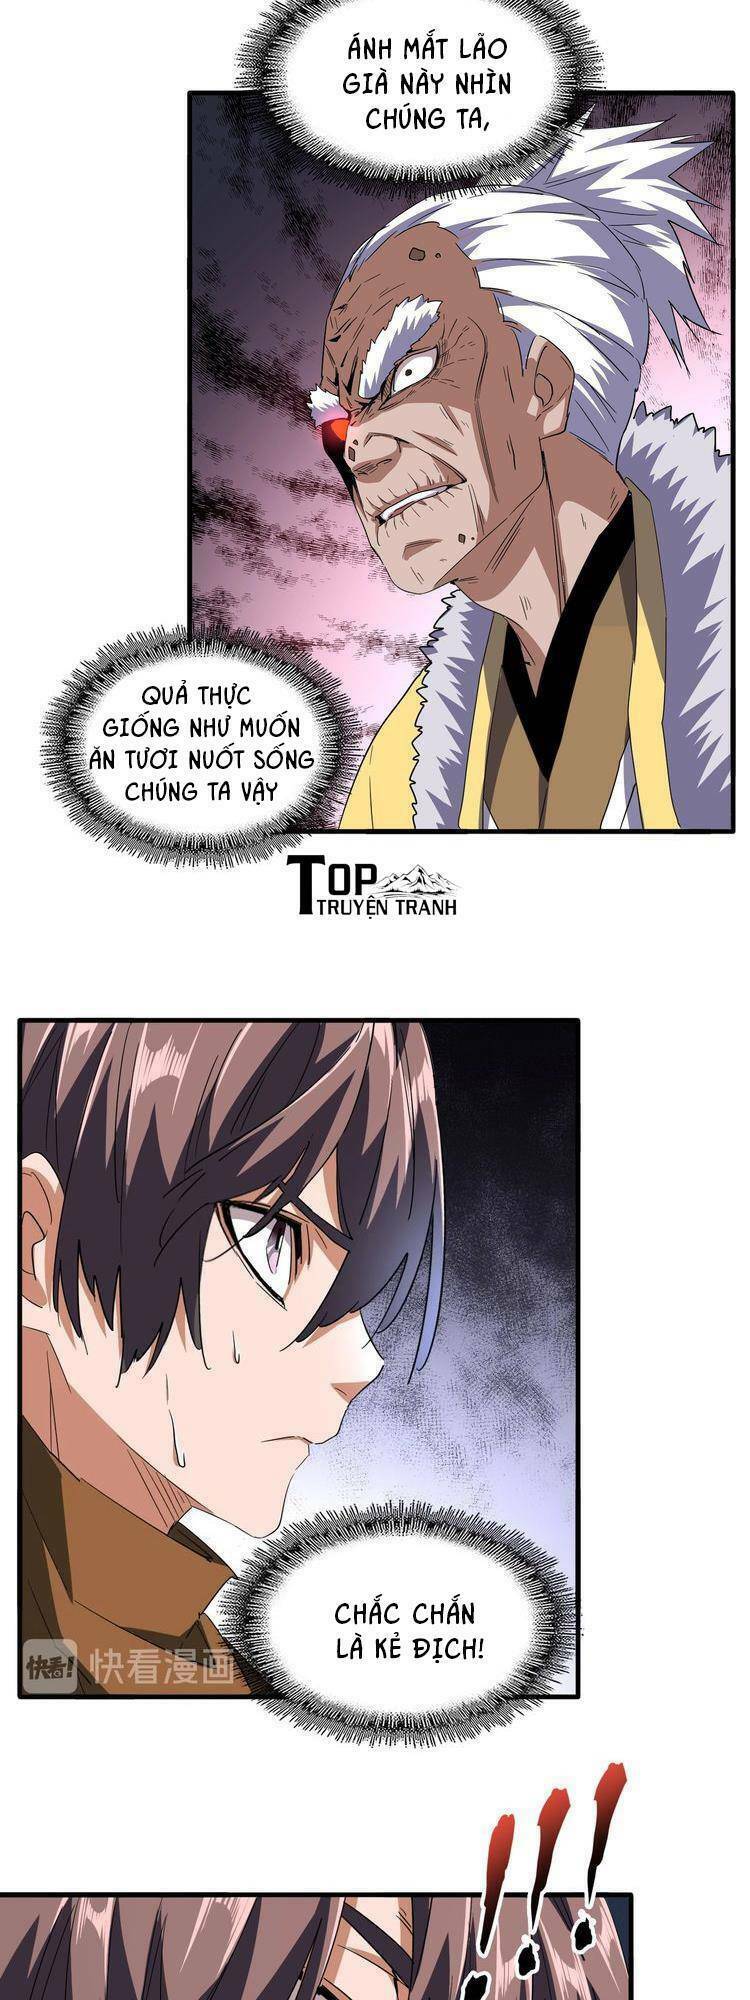 ÁNH MẮT LÃO
GIÀ NÀY NHÌN
CHÚNG TA,
QUẢ THỰC
GIỐNG NHƯ MUỐN
ĂN TƯƠI NUỐT SỐNG
CHÚNG TA VẬY
TOP
TRUYỆN TRANH
CHẮC CHẮN
LÀ KẺ ĐỊCH!
快看! 快看漫画
!!!